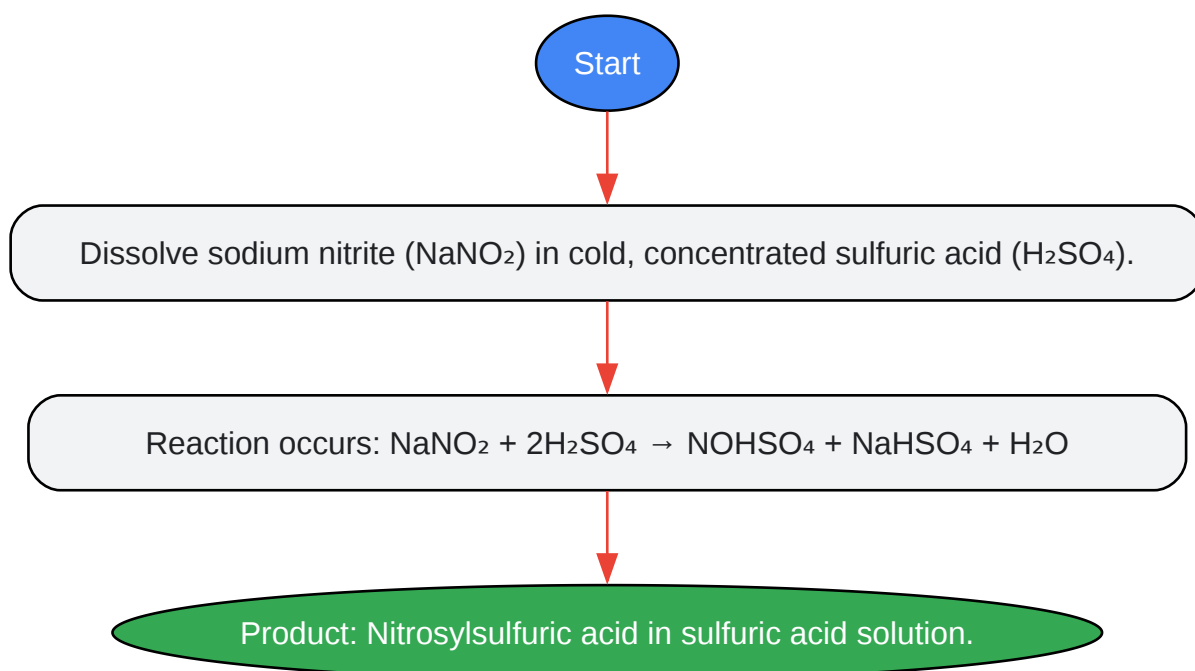 Start
Dissolve sodium nitrite (NaNO₂) in cold, concentrated sulfuric acid (H₂SO₄).
Reaction occurs: NaNO₂ + 2H₂SO₄ → NOHSO₄ + NaHSO₄ + H₂O
Product: Nitrosylsulfuric acid in sulfuric acid solution.